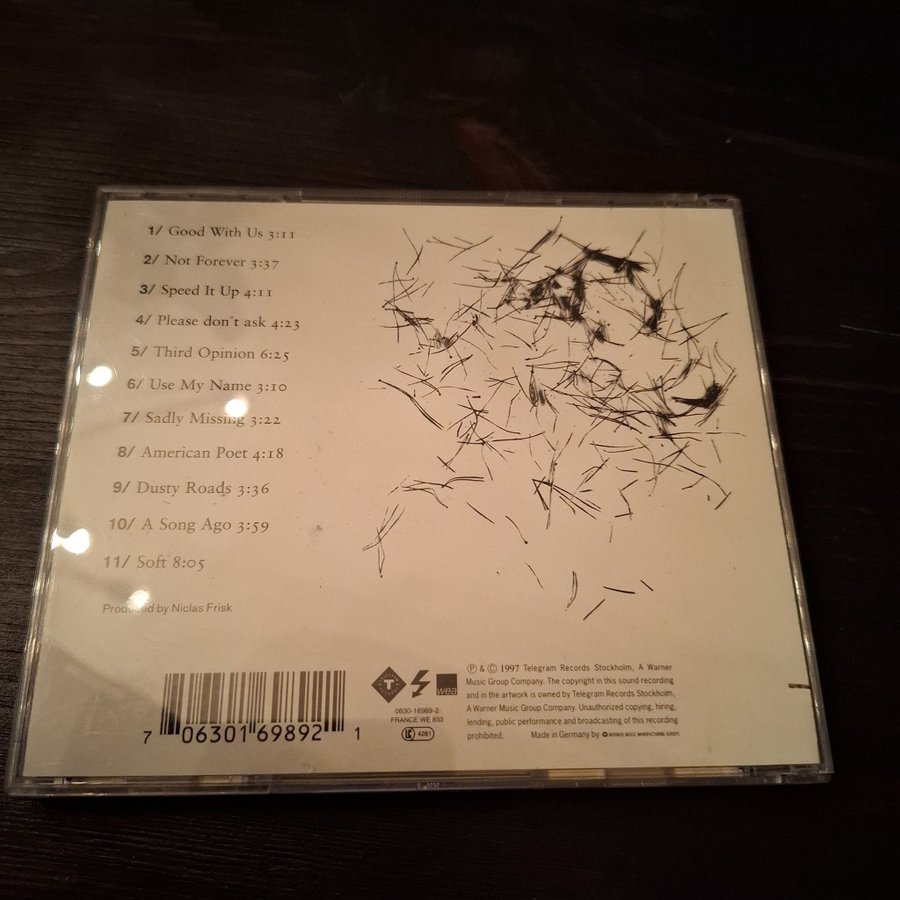 1/ Good With Us 3:11
2/ Not Forever 3:37
3/ Speed It Up 4:11
4/ Please don´t ask 4:23
5/ Third Opinion 6:25
6/ Use My Name 3:10
7/ Sadly Missing 3:22
8/ American Poet 4:18
9/ Dusty Roads 3:36
10/ A Song Ago 3:59
11/ Soft 8:05
Produced by Niclas Frisk
7 06301 69892 1
T
wea
0630-16989-2
FRANCE WE 833
LC 4281
Ⓟ & © 1997 Telegram Records Stockholm, A Warner
Music Group Company. The copyright in this sound recording
and in the artwork is owned by Telegram Records Stockholm,
A Warner Music Group Company. Unauthorized copying, hiring,
lending, public performance and broadcasting of this recording
prohibited. Made in Germany by WARNER MUSIC MANUFACTURING EUROPE